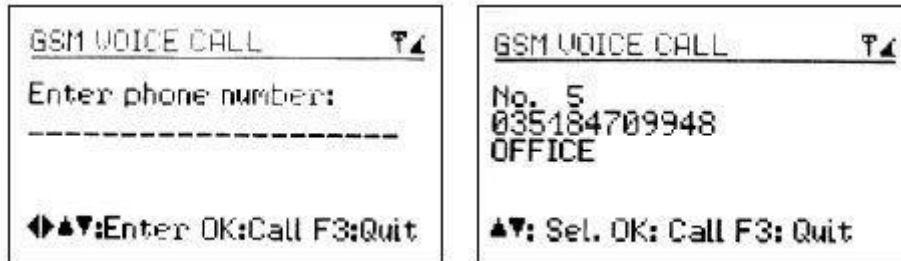 GSM VOICE CALL
Enter phone number:
--------------------
◀▶▲▼:Enter OK:Call F3:Quit
GSM VOICE CALL
No. 5
035184709948
OFFICE
▲▼: Sel. OK: Call F3: Quit